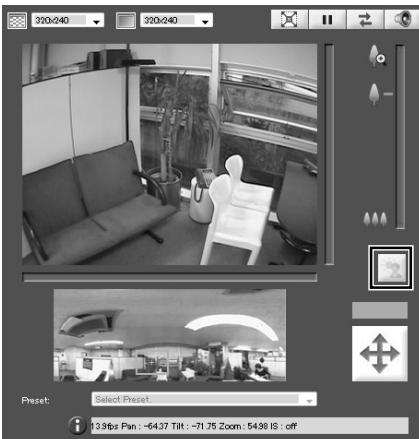 320x240 320x240
Preset: Select Preset.
13.9fps Pan : -64.37 Tilt : -71.75 Zoom : 54.98 IS : off